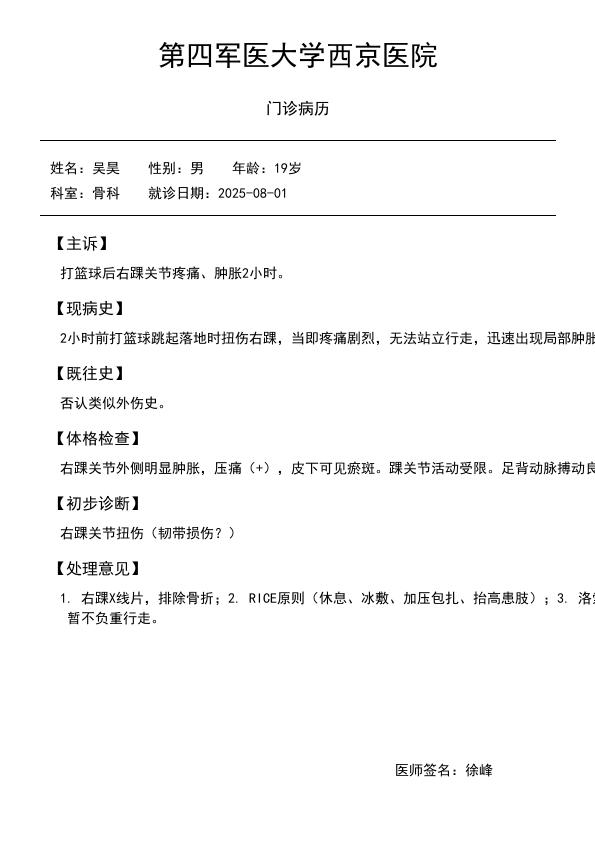 第四军医大学西京医院
门诊病历
姓名：吴昊 性别：男 年龄：19岁
科室：骨科 就诊日期：2025-08-01
【主诉】
打篮球后右踝关节疼痛、肿胀2小时。
【现病史】
2小时前打篮球跳起落地时扭伤右踝，当即疼痛剧烈，无法站立行走，迅速出现局部肿胀
【既往史】
否认类似外伤史。
【体格检查】
右踝关节外侧明显肿胀，压痛（+），皮下可见瘀斑。踝关节活动受限。足背动脉搏动良
【初步诊断】
右踝关节扭伤（韧带损伤？）
【处理意见】
1. 右踝X线片，排除骨折；2. RICE原则（休息、冰敷、加压包扎、抬高患肢）；3. 洛
暂不负重行走。
医师签名：徐峰